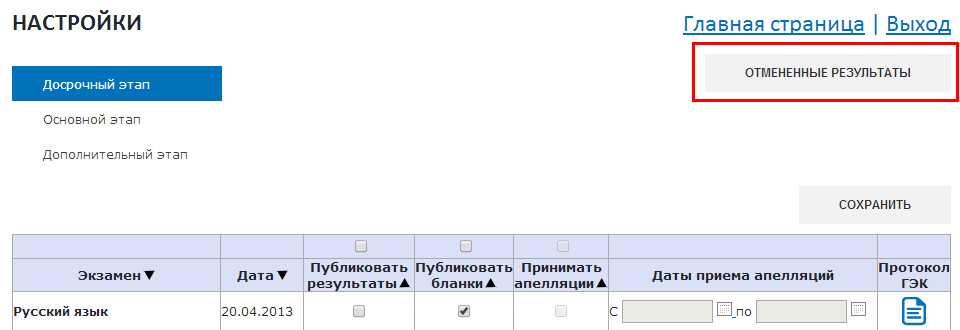 НАСТРОЙКИ
Главная страница | Выход
ОТМЕНЕННЫЕ РЕЗУЛЬТАТЫ
Досрочный этап
Основной этап
Дополнительный этап
СОХРАНИТЬ
Экзамен▼ Дата▼ Публиковать результаты▲ Публиковать бланки▲ Принимать апелляции▲ Даты приема апелляций Протокол ГЭК
Русский язык 20.04.2013 С по